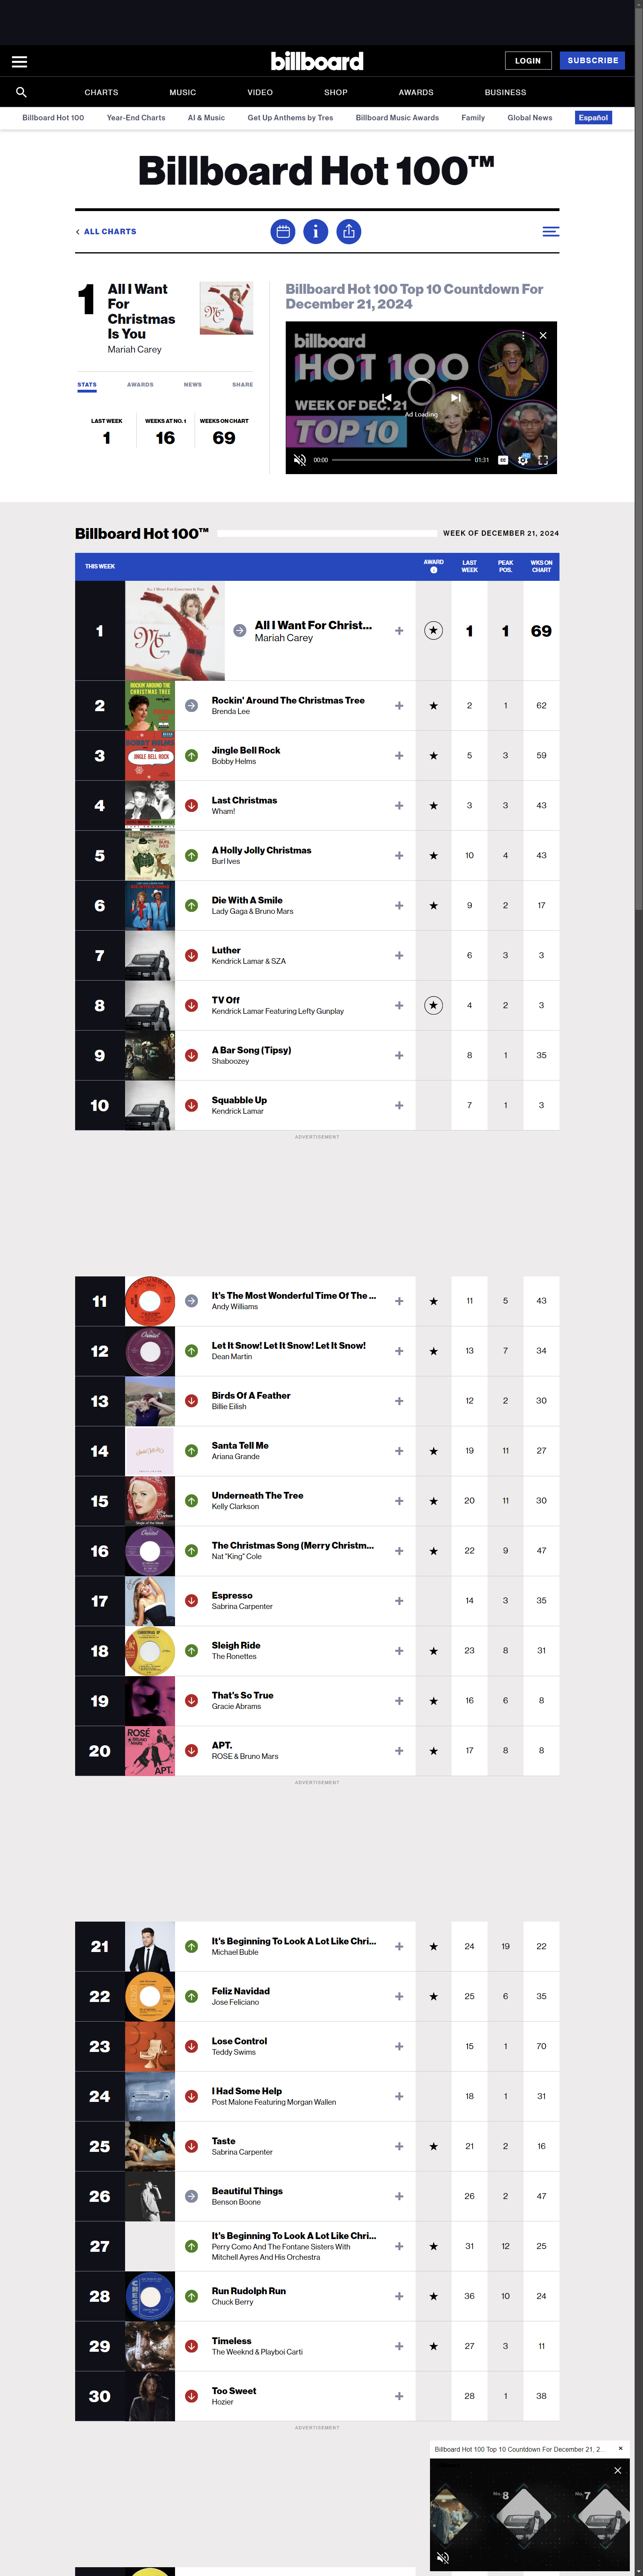 billboard
LOGIN
SUBSCRIBE
CHARTS MUSIC VIDEO SHOP AWARDS BUSINESS
Billboard Hot 100 Year-End Charts AI & Music Get Up Anthems by Tres Billboard Music Awards Family Global News Español
Billboard Hot 100™
ALL CHARTS
1
All I Want
For
Christmas
Is You
Mariah Carey
STATS AWARDS NEWS SHARE
LAST WEEK WEEKS AT NO. 1 WEEKS ON CHART
1 16 69
Billboard Hot 100 Top 10 Countdown For
December 21, 2024
billboard
HOT 100
WEEK OF DEC. 21
TOP 10
Ad Loading
00:00 01:31
Billboard Hot 100™ WEEK OF DECEMBER 21, 2024
THIS WEEK AWARD LAST WEEK PEAK POS. WKS ON CHART
1 All I Want For Christ... 1 1 69
Mariah Carey
2 Rockin' Around The Christmas Tree 2 1 62
Brenda Lee
3 Jingle Bell Rock 5 3 59
Bobby Helms
4 Last Christmas 3 3 43
Wham!
5 A Holly Jolly Christmas 10 4 43
Burl Ives
6 Die With A Smile 9 2 17
Lady Gaga & Bruno Mars
7 Luther 6 3 3
Kendrick Lamar & SZA
8 TV Off 4 2 3
Kendrick Lamar Featuring Lefty Gunplay
9 A Bar Song (Tipsy) 8 1 35
Shaboozey
10 Squabble Up 7 1 3
Kendrick Lamar
ADVERTISEMENT
11 It's The Most Wonderful Time Of The ... 11 5 43
Andy Williams
12 Let It Snow! Let It Snow! Let It Snow! 13 7 34
Dean Martin
13 Birds Of A Feather 12 2 30
Billie Eilish
14 Santa Tell Me 19 11 27
Ariana Grande
15 Underneath The Tree 20 11 30
Kelly Clarkson
16 The Christmas Song (Merry Christm... 22 9 47
Nat "King" Cole
17 Espresso 14 3 35
Sabrina Carpenter
18 Sleigh Ride 23 8 31
The Ronettes
19 That's So True 16 6 8
Gracie Abrams
20 APT. 17 8 8
ROSE & Bruno Mars
ADVERTISEMENT
21 It's Beginning To Look A Lot Like Chri... 24 19 22
Michael Buble
22 Feliz Navidad 25 6 35
Jose Feliciano
23 Lose Control 15 1 70
Teddy Swims
24 I Had Some Help 18 1 31
Post Malone Featuring Morgan Wallen
25 Taste 21 2 16
Sabrina Carpenter
26 Beautiful Things 26 2 47
Benson Boone
27 It's Beginning To Look A Lot Like Chri... 31 12 25
Perry Como And The Fontane Sisters With
Mitchell Ayres And His Orchestra
28 Run Rudolph Run 36 10 24
Chuck Berry
29 Timeless 27 3 11
The Weeknd & Playboi Carti
30 Too Sweet 28 1 38
Hozier
ADVERTISEMENT
Billboard Hot 100 Top 10 Countdown For December 21, 2...
No. 8 No. 7